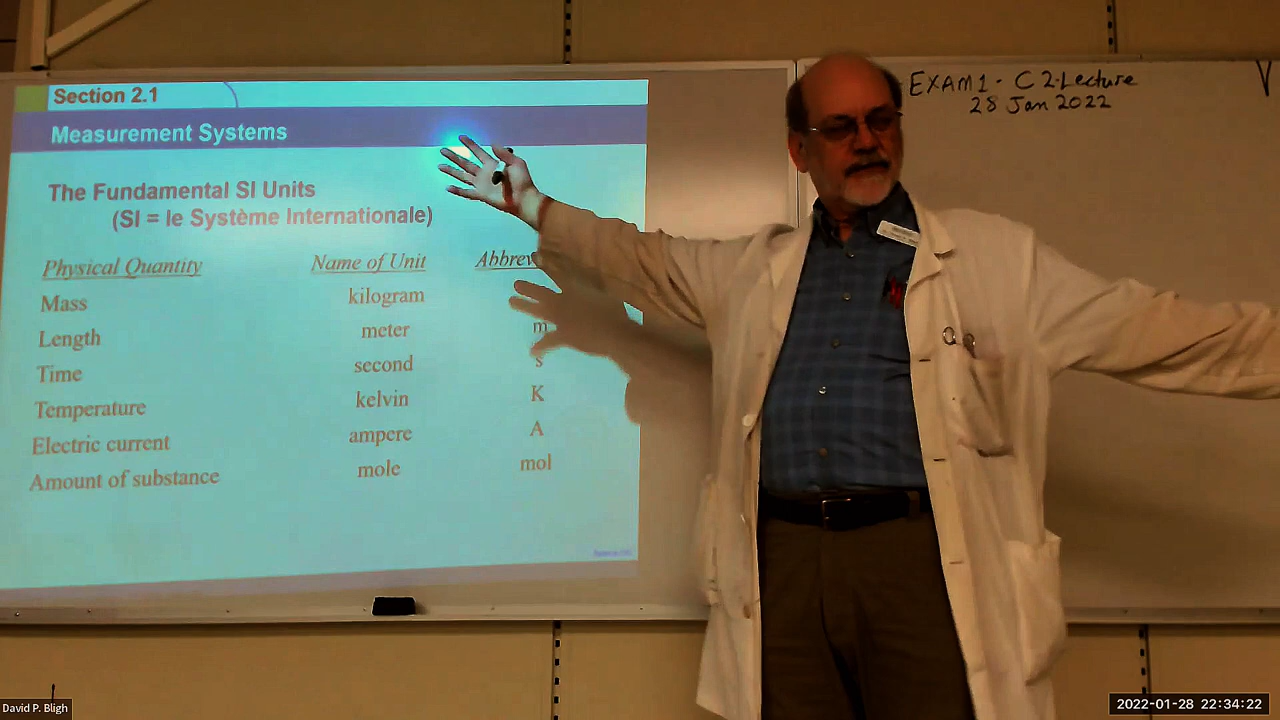 Section 2.1
Measurement Systems
The Fundamental SI Units
(SI = le Système Internationale)
Physical Quantity Name of Unit Abbrev
Mass kilogram
Length meter m
Time second s
Temperature kelvin K
Electric current ampere A
Amount of substance mole mol
EXAM 1 - C 2-Lecture
28 Jan 2022
David P. Bligh
2022-01-28 22:34:22